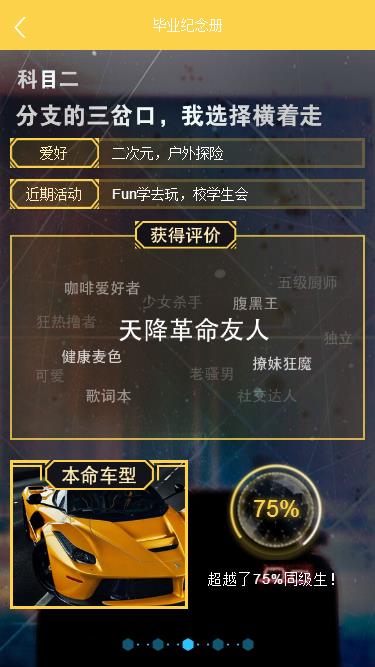 毕业纪念册
科目二
分支的三岔口，我选择横着走
爱好 二次元，户外探险
近期活动 Fun学去玩，校学生会
获得评价
五级厨师
咖啡爱好者
少女杀手 腹黑王
狂热撸者
天降革命友人
独立
健康麦色
撩妹狂魔
可爱 老骚男
歌词本 社交达人
本命车型
75%
超越了75%同级生！